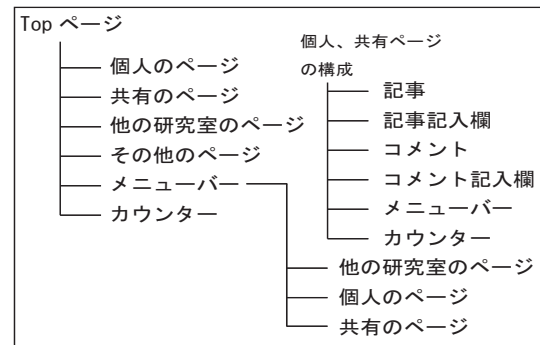 Top ページ
個人のページ
共有のページ
他の研究室のページ
その他のページ
メニューバー
カウンター
個人、共有ページ
の構成
記事
記事記入欄
コメント
コメント記入欄
メニューバー
カウンター
他の研究室のページ
個人のページ
共有のページ